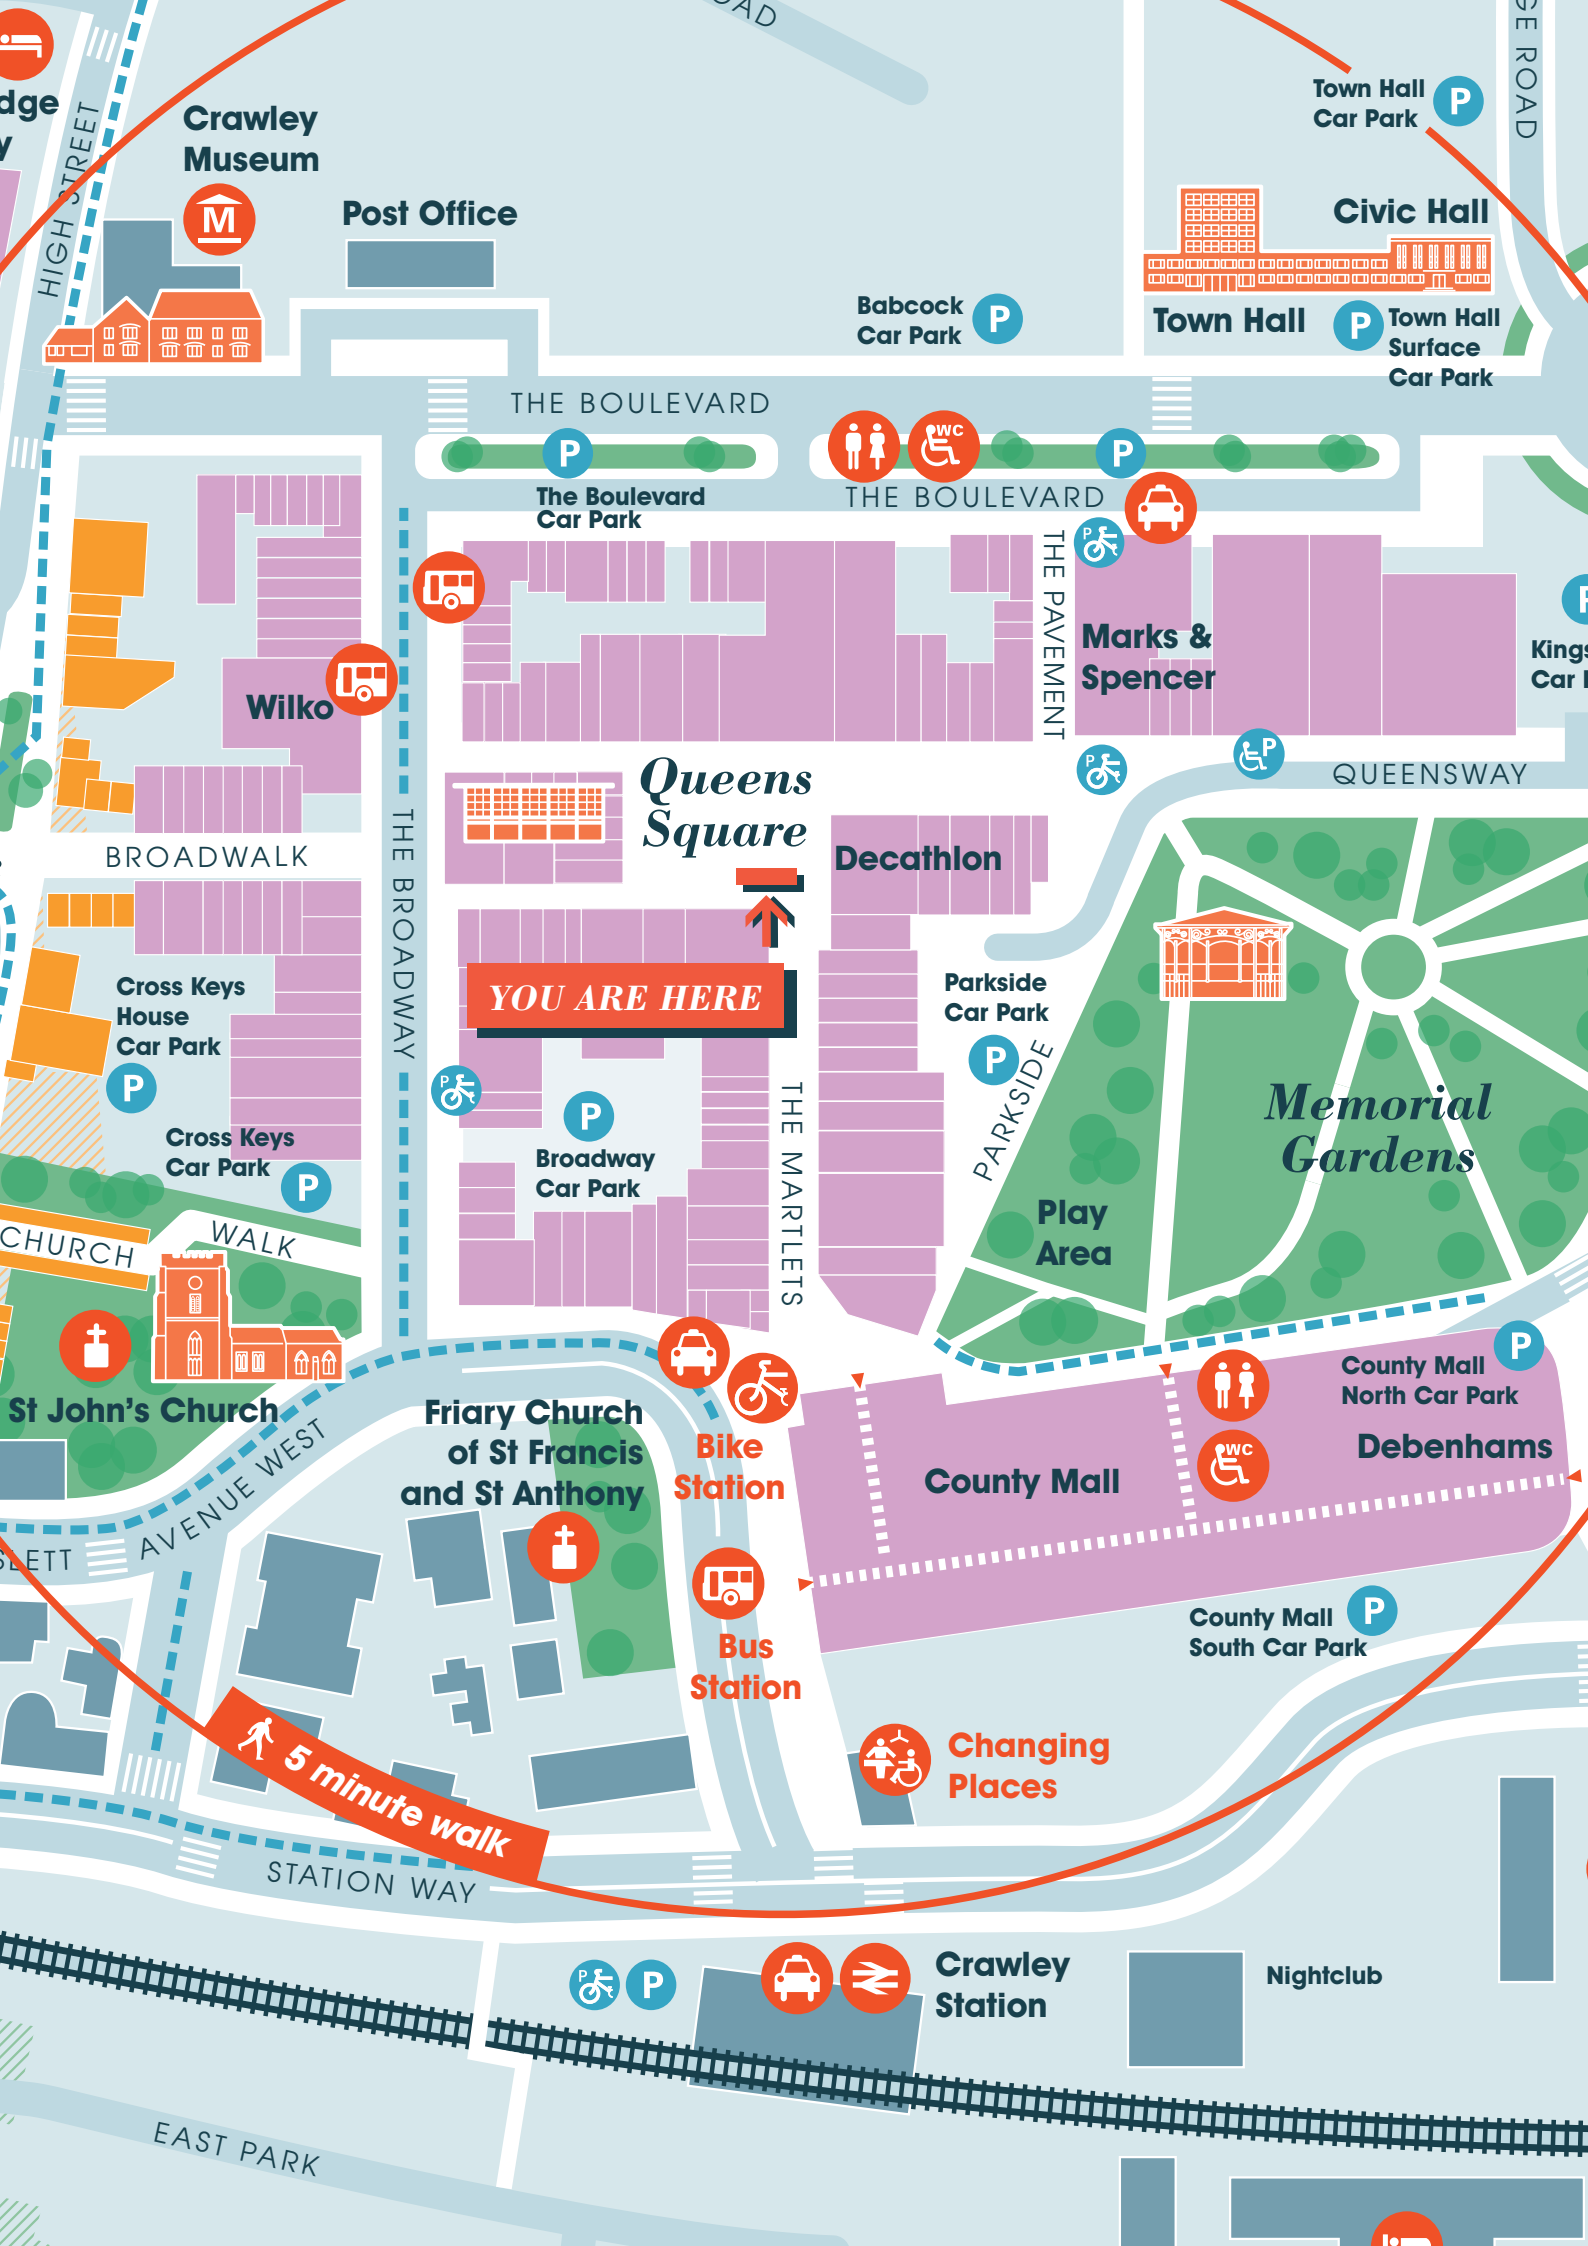 HIGH STREET
Crawley
Museum
M
Post Office
Town Hall
Car Park
P
ROAD
Civic Hall
Town Hall
P
Town Hall
Surface
Car Park
Babcock
Car Park
P
THE BOULEVARD
P
The Boulevard
Car Park
WC
P
THE BOULEVARD
THE PAVEMENT
P
Marks &
Spencer
Car
Wilko
Queens
Square
P
P
QUEENSWAY
BROADWALK
THE BROADWAY
Decathlon
YOU ARE HERE
Cross Keys
House
Car Park
P
Cross Keys
Car Park
P
P
P
Broadway
Car Park
THE MARTLETS
Parkside
Car Park
P
PARKSIDE
Memorial
Gardens
Play
Area
CHURCH WALK
St John's Church
AVENUE WEST
Friary Church
of St Francis
and St Anthony
Bike
Station
Bus
Station
County Mall
WC
County Mall
North Car Park
P
Debenhams
County Mall
South Car Park
P
Changing
Places
5 minute walk
STATION WAY
P
P
Crawley
Station
Nightclub
EAST PARK